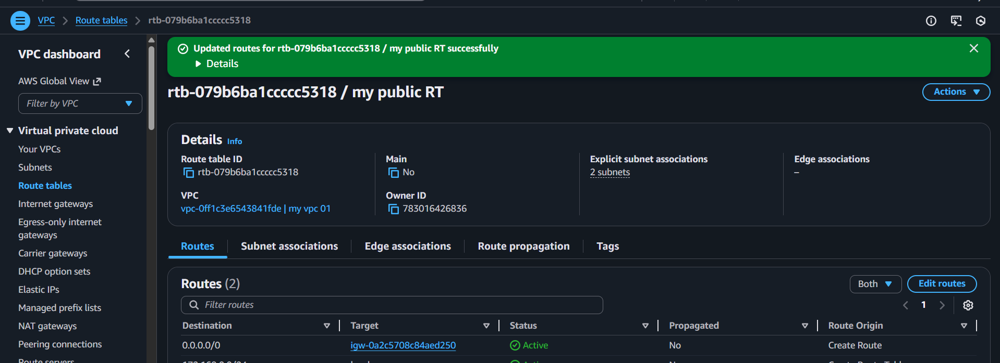 VPC
Route tables
rtb-079b6ba1ccccc5318
VPC dashboard
AWS Global View
Filter by VPC
Virtual private cloud
Your VPCs
Subnets
Route tables
Internet gateways
Egress-only internet
gateways
Carrier gateways
DHCP option sets
Elastic IPs
Managed prefix lists
NAT gateways
Peering connections
Route servers
Updated routes for rtb-079b6ba1ccccc5318 / my public RT successfully
Details
rtb-079b6ba1ccccc5318 / my public RT
Actions
Details Info
Route table ID
rtb-079b6ba1ccccc5318
Main
No
Explicit subnet associations
2 subnets
Edge associations
–
VPC
vpc-0ff1c3e6543841fde | my vpc 01
Owner ID
783016426836
Routes Subnet associations Edge associations Route propagation Tags
Routes (2)
Both
Edit routes
Filter routes
1
Destination Target Status Propagated Route Origin
0.0.0.0/0 igw-0a2c5708c84aed250 Active No Create Route